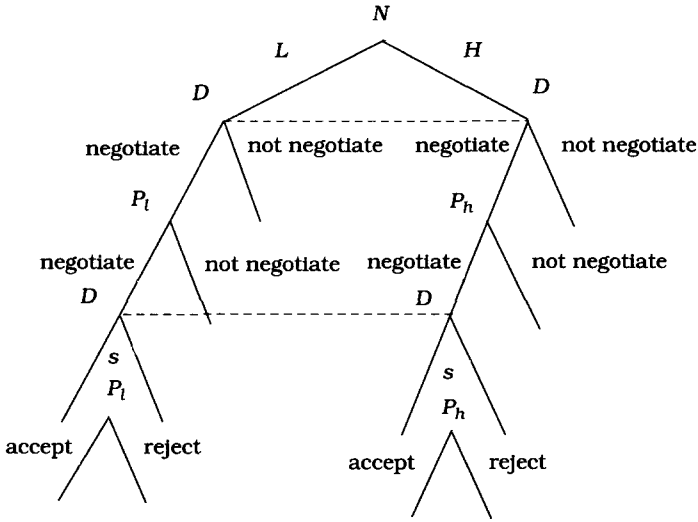 N
L H
D D
negotiate not negotiate negotiate not negotiate
P_l P_h
negotiate not negotiate negotiate not negotiate
D D
s s
P_l P_h
accept reject accept reject